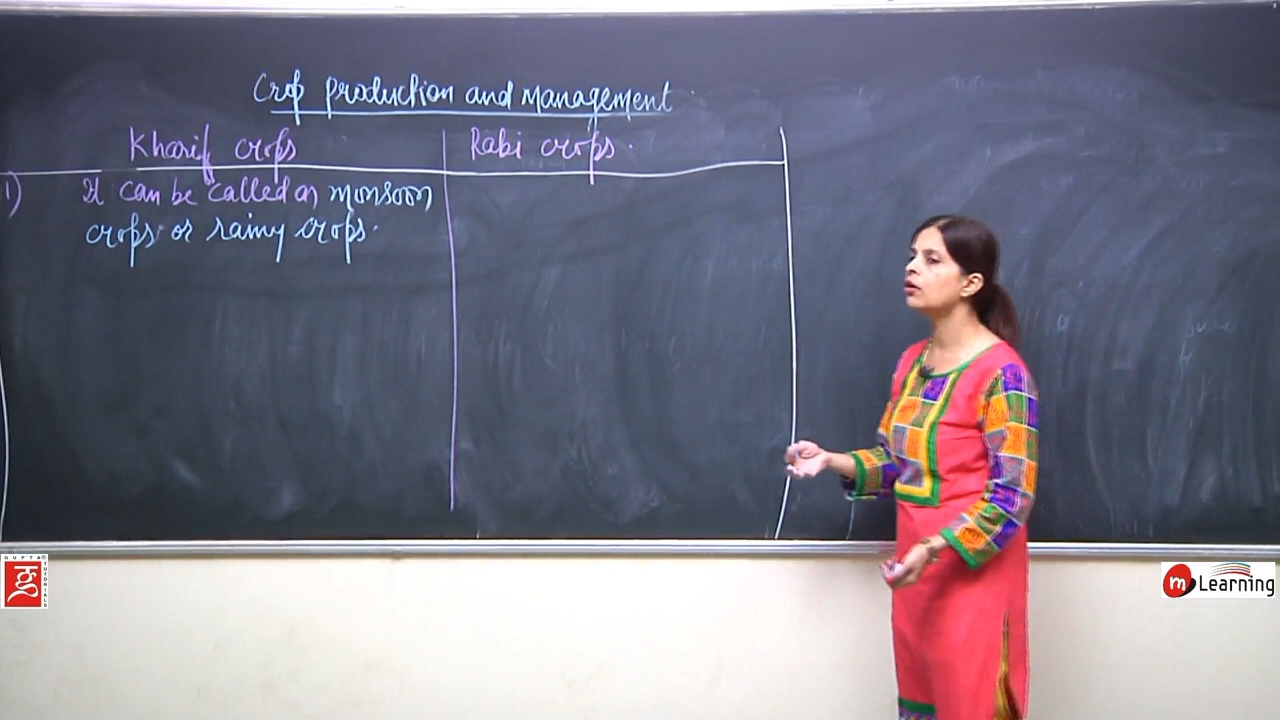 Crop production and management
Kharif crops
Rabi crops.
1) It can be called as monsoon
crops or rainy crops.
GUPTA
TUTORIALS
m Learning